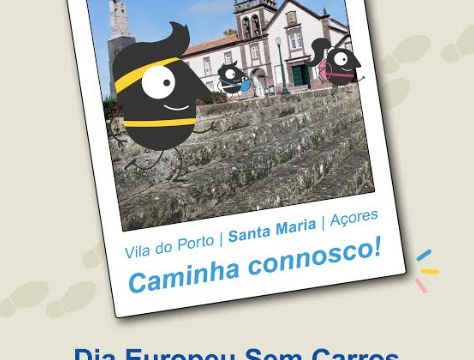 Vila do Porto | Santa Maria | Açores
Caminha connosco!
Dia Europeu Sem Carros